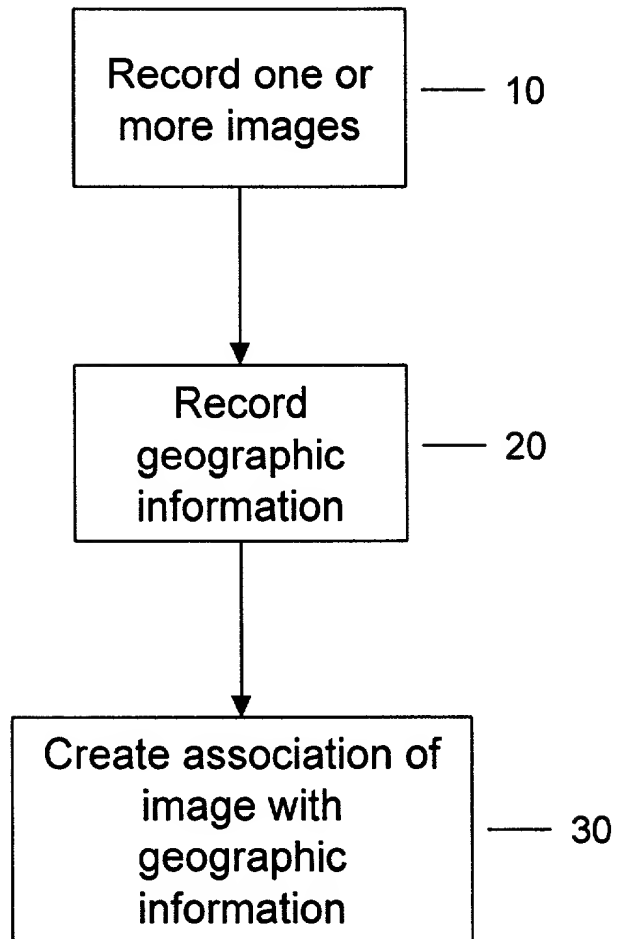 Record one or
more images
10
Record
geographic
information
20
Create association of
image with
geographic
information
30